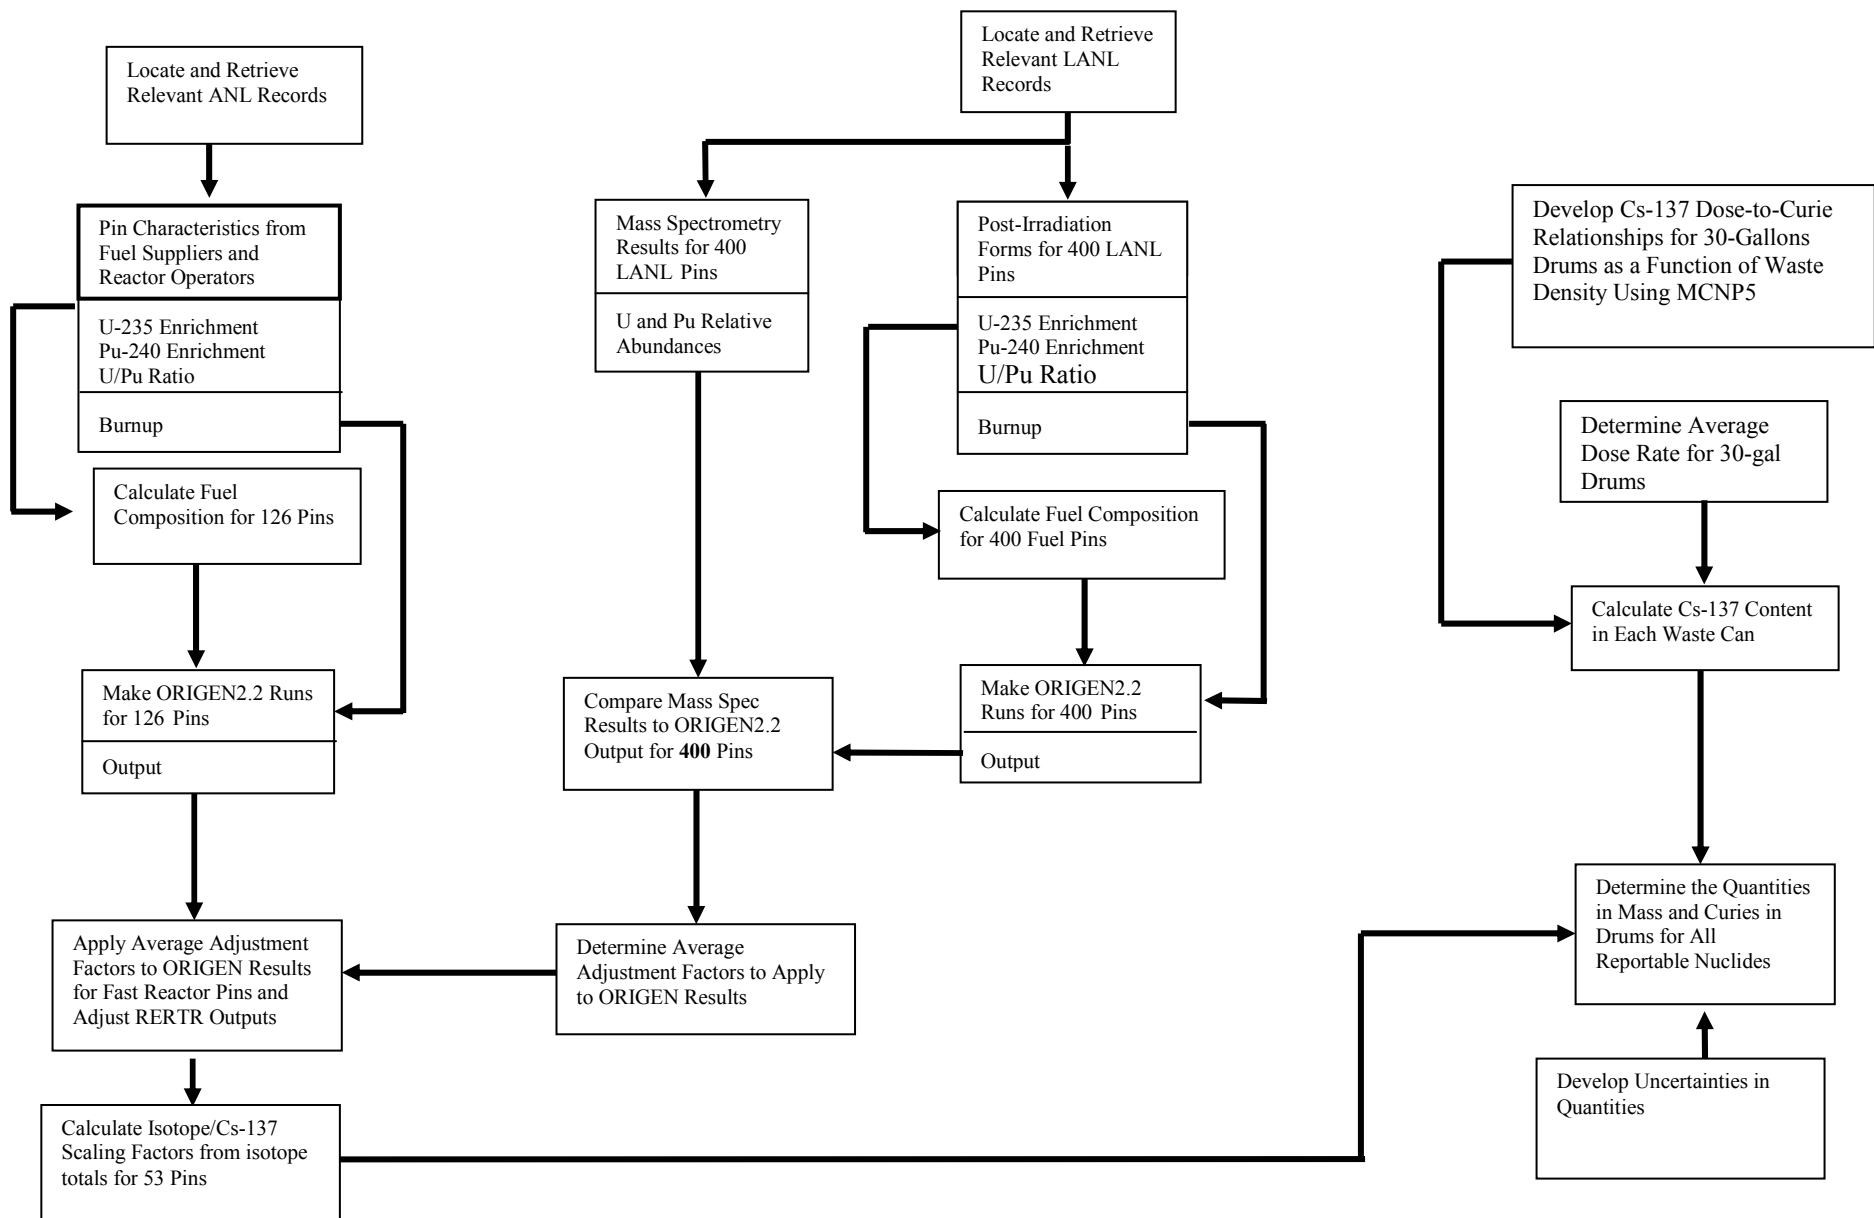 Locate and Retrieve
Relevant ANL Records
Pin Characteristics from
Fuel Suppliers and
Reactor Operators
U-235 Enrichment
Pu-240 Enrichment
U/Pu Ratio
Burnup
Calculate Fuel
Composition for 126 Pins
Make ORIGEN2.2 Runs
for 126 Pins
Output
Apply Average Adjustment
Factors to ORIGEN Results
for Fast Reactor Pins and
Adjust RERTR Outputs
Calculate Isotope/Cs-137
Scaling Factors from isotope
totals for 53 Pins
Locate and Retrieve
Relevant LANL
Records
Mass Spectrometry
Results for 400
LANL Pins
U and Pu Relative
Abundances
Post-Irradiation
Forms for 400 LANL
Pins
U-235 Enrichment
Pu-240 Enrichment
U/Pu Ratio
Burnup
Calculate Fuel Composition
for 400 Fuel Pins
Make ORIGEN2.2
Runs for 400 Pins
Output
Compare Mass Spec
Results to ORIGEN2.2
Output for 400 Pins
Determine Average
Adjustment Factors to Apply
to ORIGEN Results
Develop Cs-137 Dose-to-Curie
Relationships for 30-Gallons
Drums as a Function of Waste
Density Using MCNP5
Determine Average
Dose Rate for 30-gal
Drums
Calculate Cs-137 Content
in Each Waste Can
Determine the Quantities
in Mass and Curies in
Drums for All
Reportable Nuclides
Develop Uncertainties in
Quantities